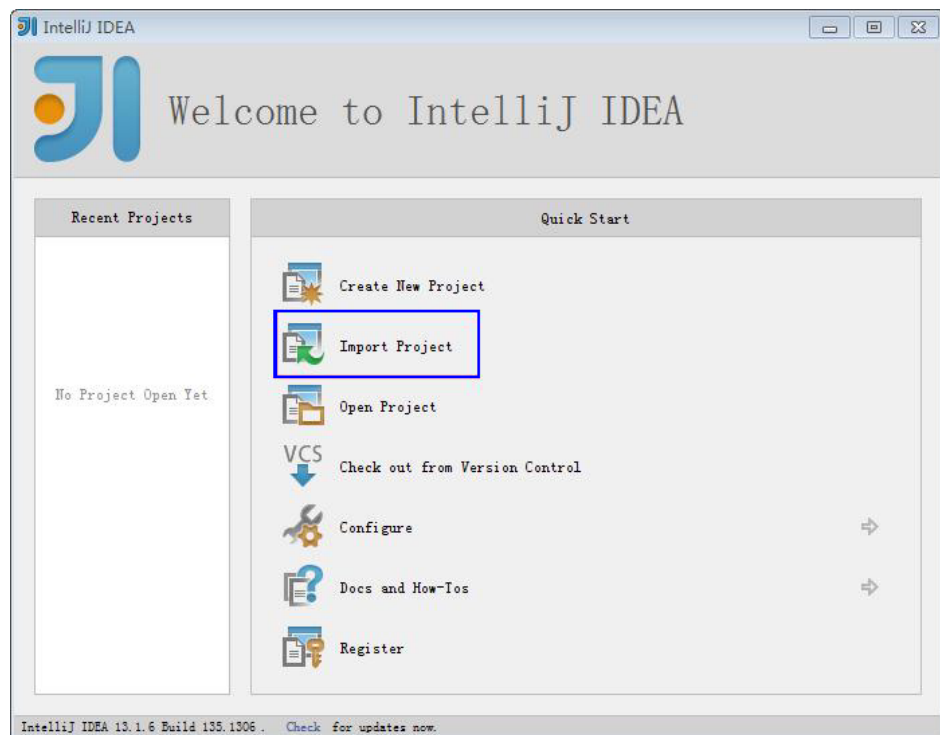 IntelliJ IDEA
Welcome to IntelliJ IDEA
Recent Projects
No Project Open Yet
Quick Start
Create New Project
Import Project
Open Project
VCS
Check out from Version Control
Configure
Docs and How-Tos
Register
IntelliJ IDEA 13.1.6 Build 135.1306 . Check for updates now.